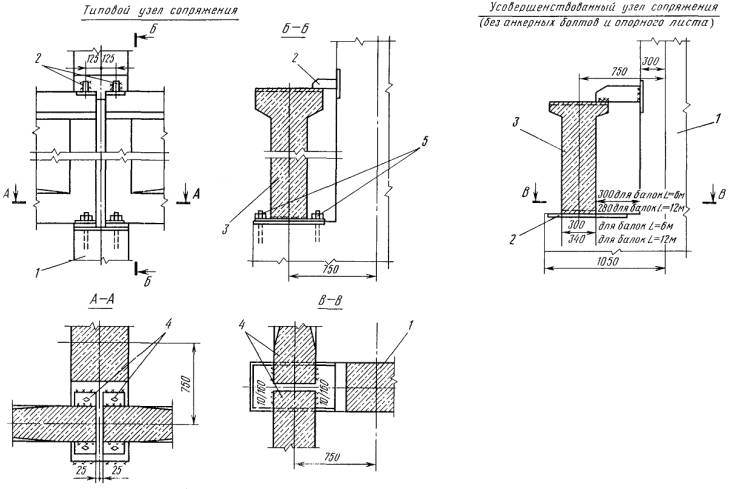 Типовой узел сопряжения
Б
2
125 125
А
А
1
Б
Б—Б
2
5
3
750
Усовершенствованный узел сопряжения
(без анкерных болтов и опорного листа)
300
750
1
3
В
В
300 для балок L=6м
280 для балок L=12м
2
300 для балок L=6м
340 для балок L=12м
1050
А—А
4
750
25
25
В—В
4
1
10/100
10/160
750